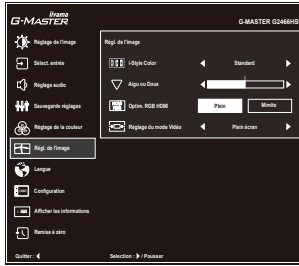 iiyama
G-MASTER
G-MASTER G2466HS
Réglage de l'image
Sélect. entrée
Réglage audio
Sauvegarde réglages
Réglage de la couleur
Régl. de l'image
Langue
Configuration
Afficher les informations
Remise à zéro
Régl. de l'image
i-Style Color
Standard
Aigu ou Doux
Optim. RGB HDMI
Plein
Réglage du mode Vidéo
Plein écran
Quitter :
Sélection : / Pousser